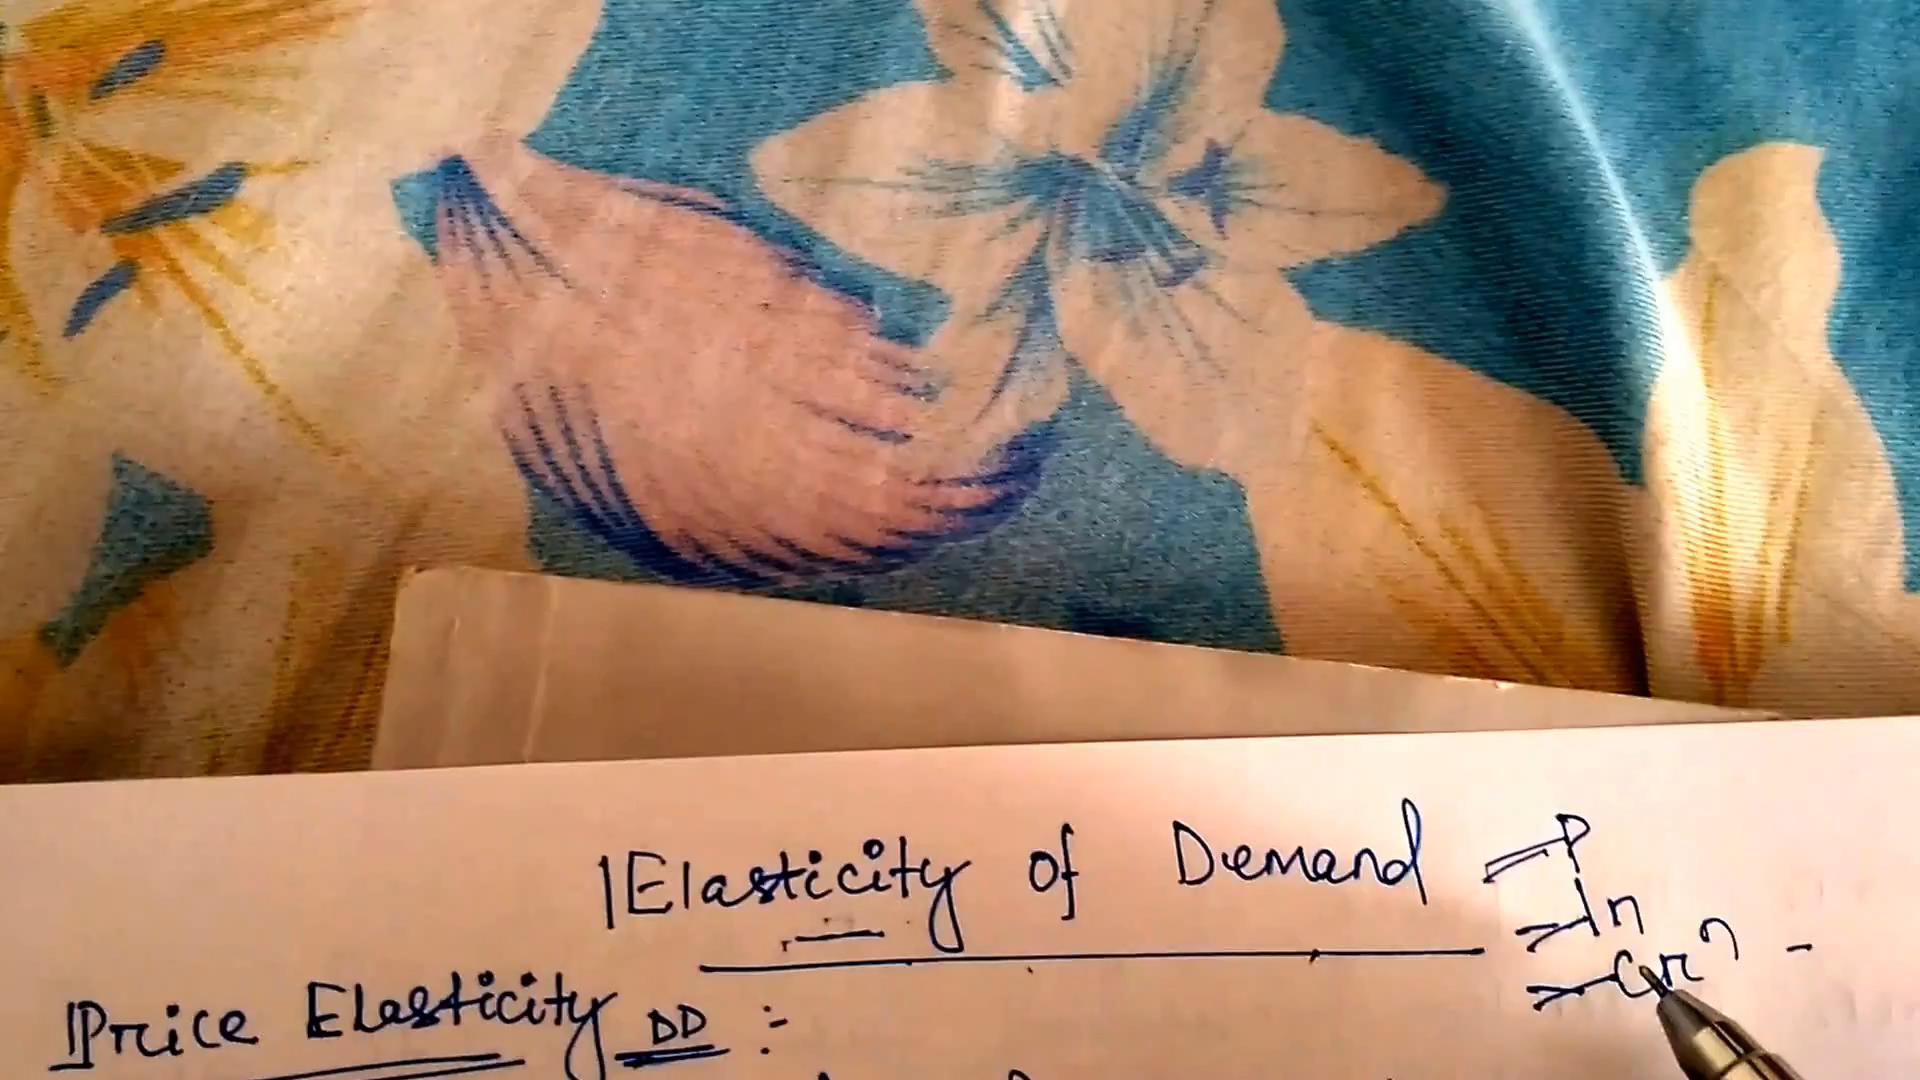 Elasticity of Demand
P
In
Cr
Price Elasticity DD :-